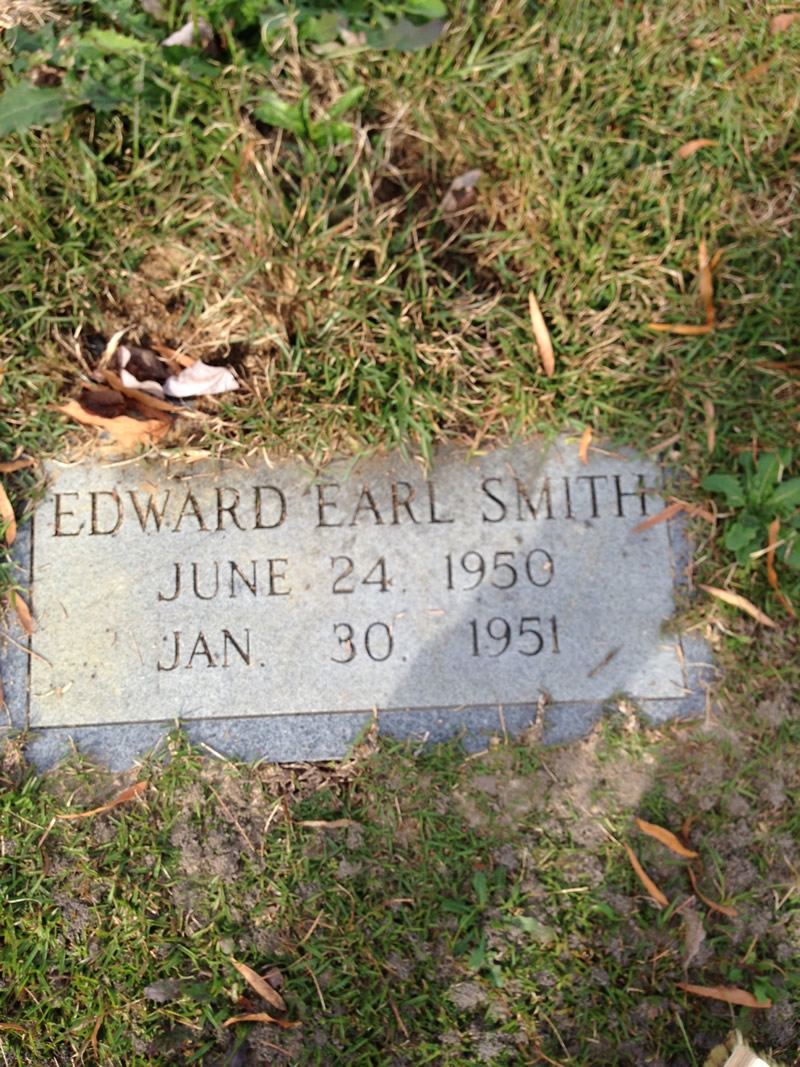 EDWARD EARL SMITH
JUNE 24, 1950
JAN. 30, 1951